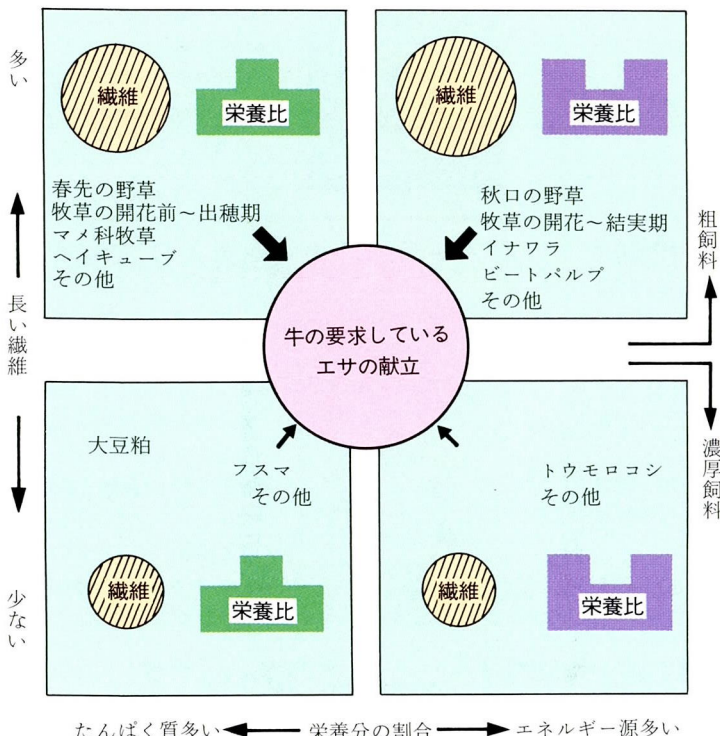 多い
繊維
栄養比
春先の野草
牧草の開花前～出穂期
マメ科牧草
ヘイキューブ
その他
繊維
栄養比
秋口の野草
牧草の開花～結実期
イナワラ
ビートパルプ
その他
粗飼料
長い繊維
牛の要求している
エサの献立
大豆粕
フスマ
その他
繊維
栄養比
トウモロコシ
その他
繊維
栄養比
濃厚飼料
少ない
たんぱく質多い
栄養分の割合
エネルギー源多い